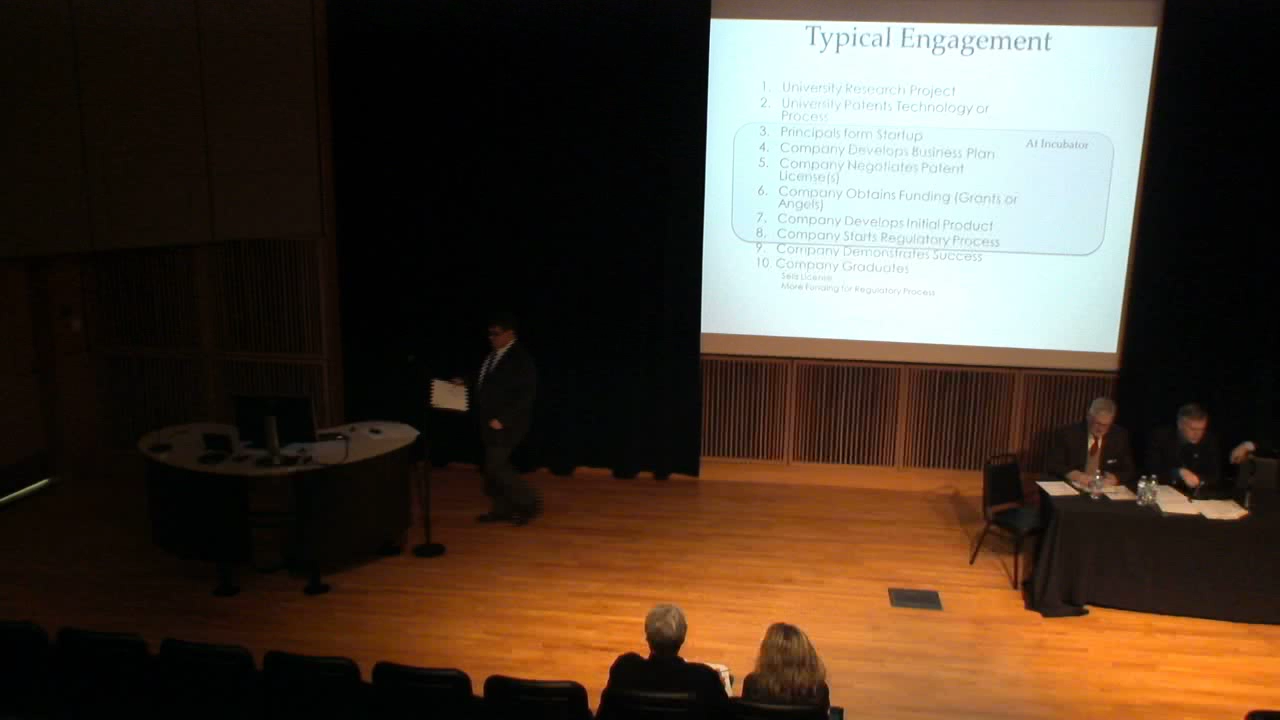 Typical Engagement
1. University Research Project
2. University Patents Technology or
Process
3. Principals form Startup
At Incubator
4. Company Develops Business Plan
5. Company Negotiates Patent
License(s)
6. Company Obtains Funding (Grants or
Angels)
7. Company Develops Initial Product
8. Company Starts Regulatory Process
9. Company Demonstrates Success
10. Company Graduates
Sells License
More Funding for Regulatory Process